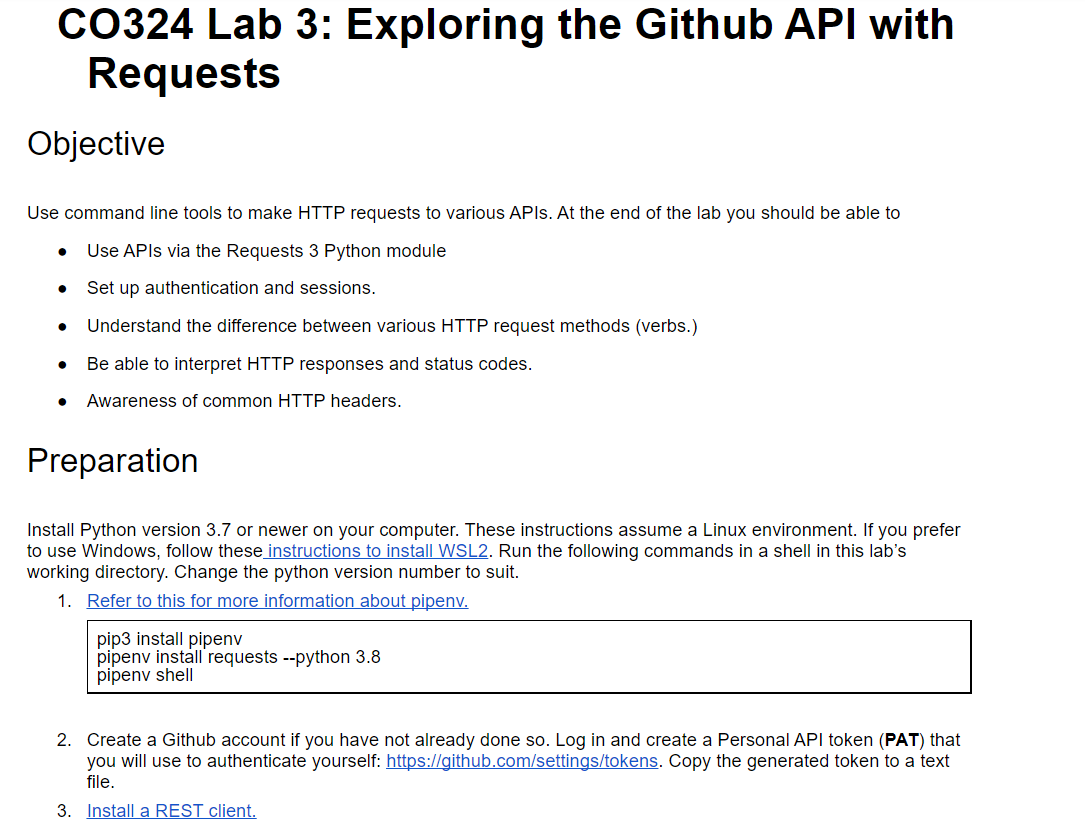 CO324 Lab 3: Exploring the Github API with
Requests
Objective
Use command line tools to make HTTP requests to various APIs. At the end of the lab you should be able to
● Use APIs via the Requests 3 Python module
● Set up authentication and sessions.
● Understand the difference between various HTTP request methods (verbs.)
● Be able to interpret HTTP responses and status codes.
● Awareness of common HTTP headers.
Preparation
Install Python version 3.7 or newer on your computer. These instructions assume a Linux environment. If you prefer
to use Windows, follow these instructions to install WSL2. Run the following commands in a shell in this lab's
working directory. Change the python version number to suit.
1. Refer to this for more information about pipenv.
pip3 install pipenv
pipenv install requests --python 3.8
pipenv shell
2. Create a Github account if you have not already done so. Log in and create a Personal API token (PAT) that
you will use to authenticate yourself: https://github.com/settings/tokens. Copy the generated token to a text
file.
3. Install a REST client.